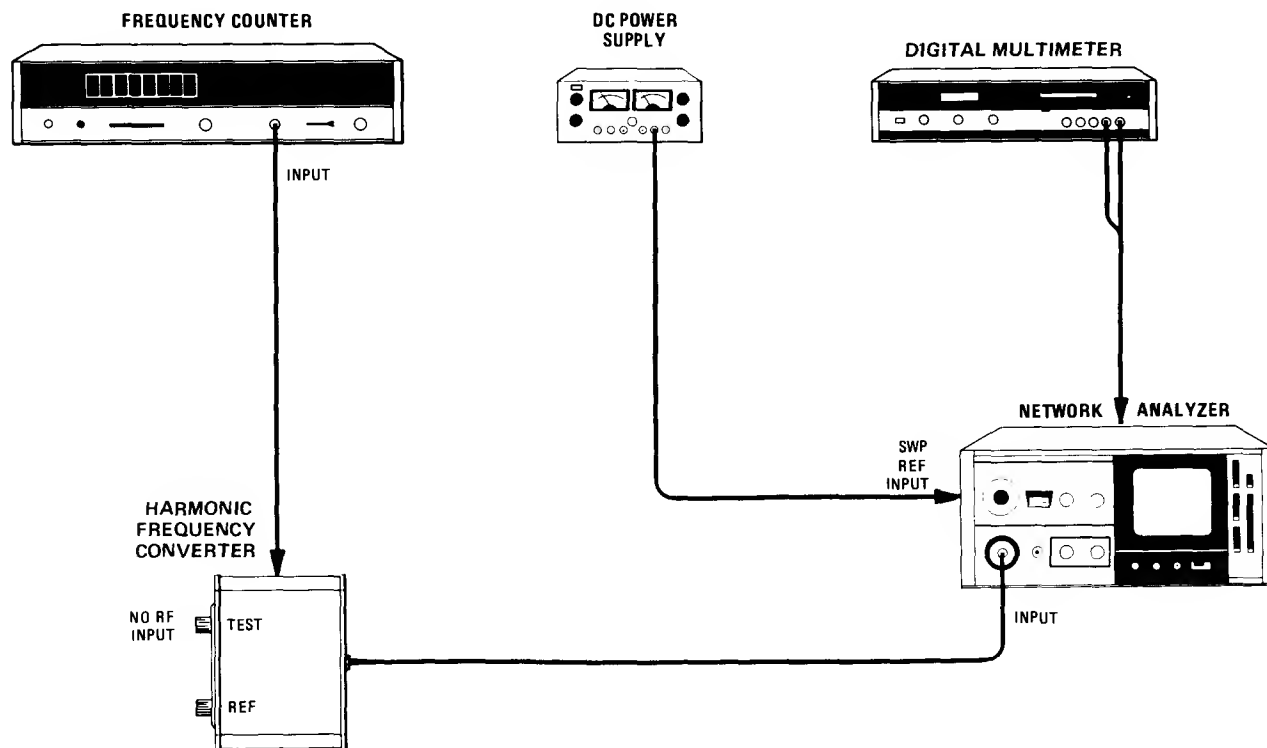 FREQUENCY COUNTER
DC POWER
SUPPLY
DIGITAL MULTIMETER
INPUT
NETWORK ANALYZER
SWP
REF
INPUT
HARMONIC
FREQUENCY
CONVERTER
NO RF
INPUT
TEST
REF
INPUT